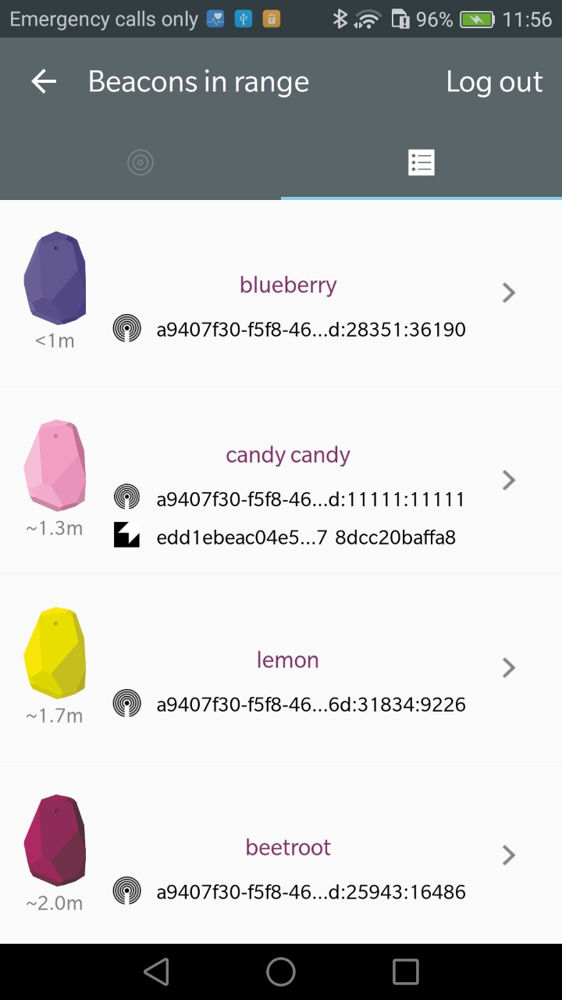 Emergency calls only 96% 11:56
Beacons in range Log out
blueberry
<1m
a9407f30-f5f8-46...d:28351:36190
candy candy
a9407f30-f5f8-46...d:11111:11111
~1.3m
edd1ebeac04e5...7 8dcc20baffa8
lemon
a9407f30-f5f8-46...6d:31834:9226
~1.7m
beetroot
a9407f30-f5f8-46...d:25943:16486
~2.0m